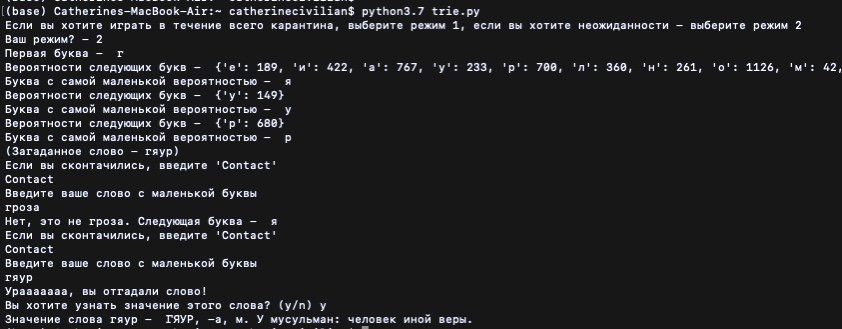 (base) Catherines-MacBook-Air:~ catherinecivilian$ python3.7 trie.py
Если вы хотите играть в течение всего карантина, выберите режим 1, если вы хотите неожиданности – выберите режим 2
Ваш режим? – 2
Первая буква –  г
Вероятности следующих букв –  {'е': 189, 'и': 422, 'а': 767, 'у': 233, 'р': 700, 'л': 360, 'н': 261, 'о': 1126, 'м': 42,
Буква с самой маленькой вероятностью –  я
Вероятности следующих букв –  {'у': 149}
Буква с самой маленькой вероятностью –  у
Вероятности следующих букв –  {'р': 680}
Буква с самой маленькой вероятностью –  р
(Загаданное слово – гяур)
Если вы сконтачились, введите 'Contact'
Contact
Введите ваше слово с маленькой буквы
гроза
Нет, это не гроза. Следующая буква –  я
Если вы сконтачились, введите 'Contact'
Contact
Введите ваше слово с маленькой буквы
гяур
Урааааааа, вы отгадали слово!
Вы хотите узнать значение этого слова? (y/n) y
Значение слова гяур –  ГЯУР, –а, м. У мусульман: человек иной веры.